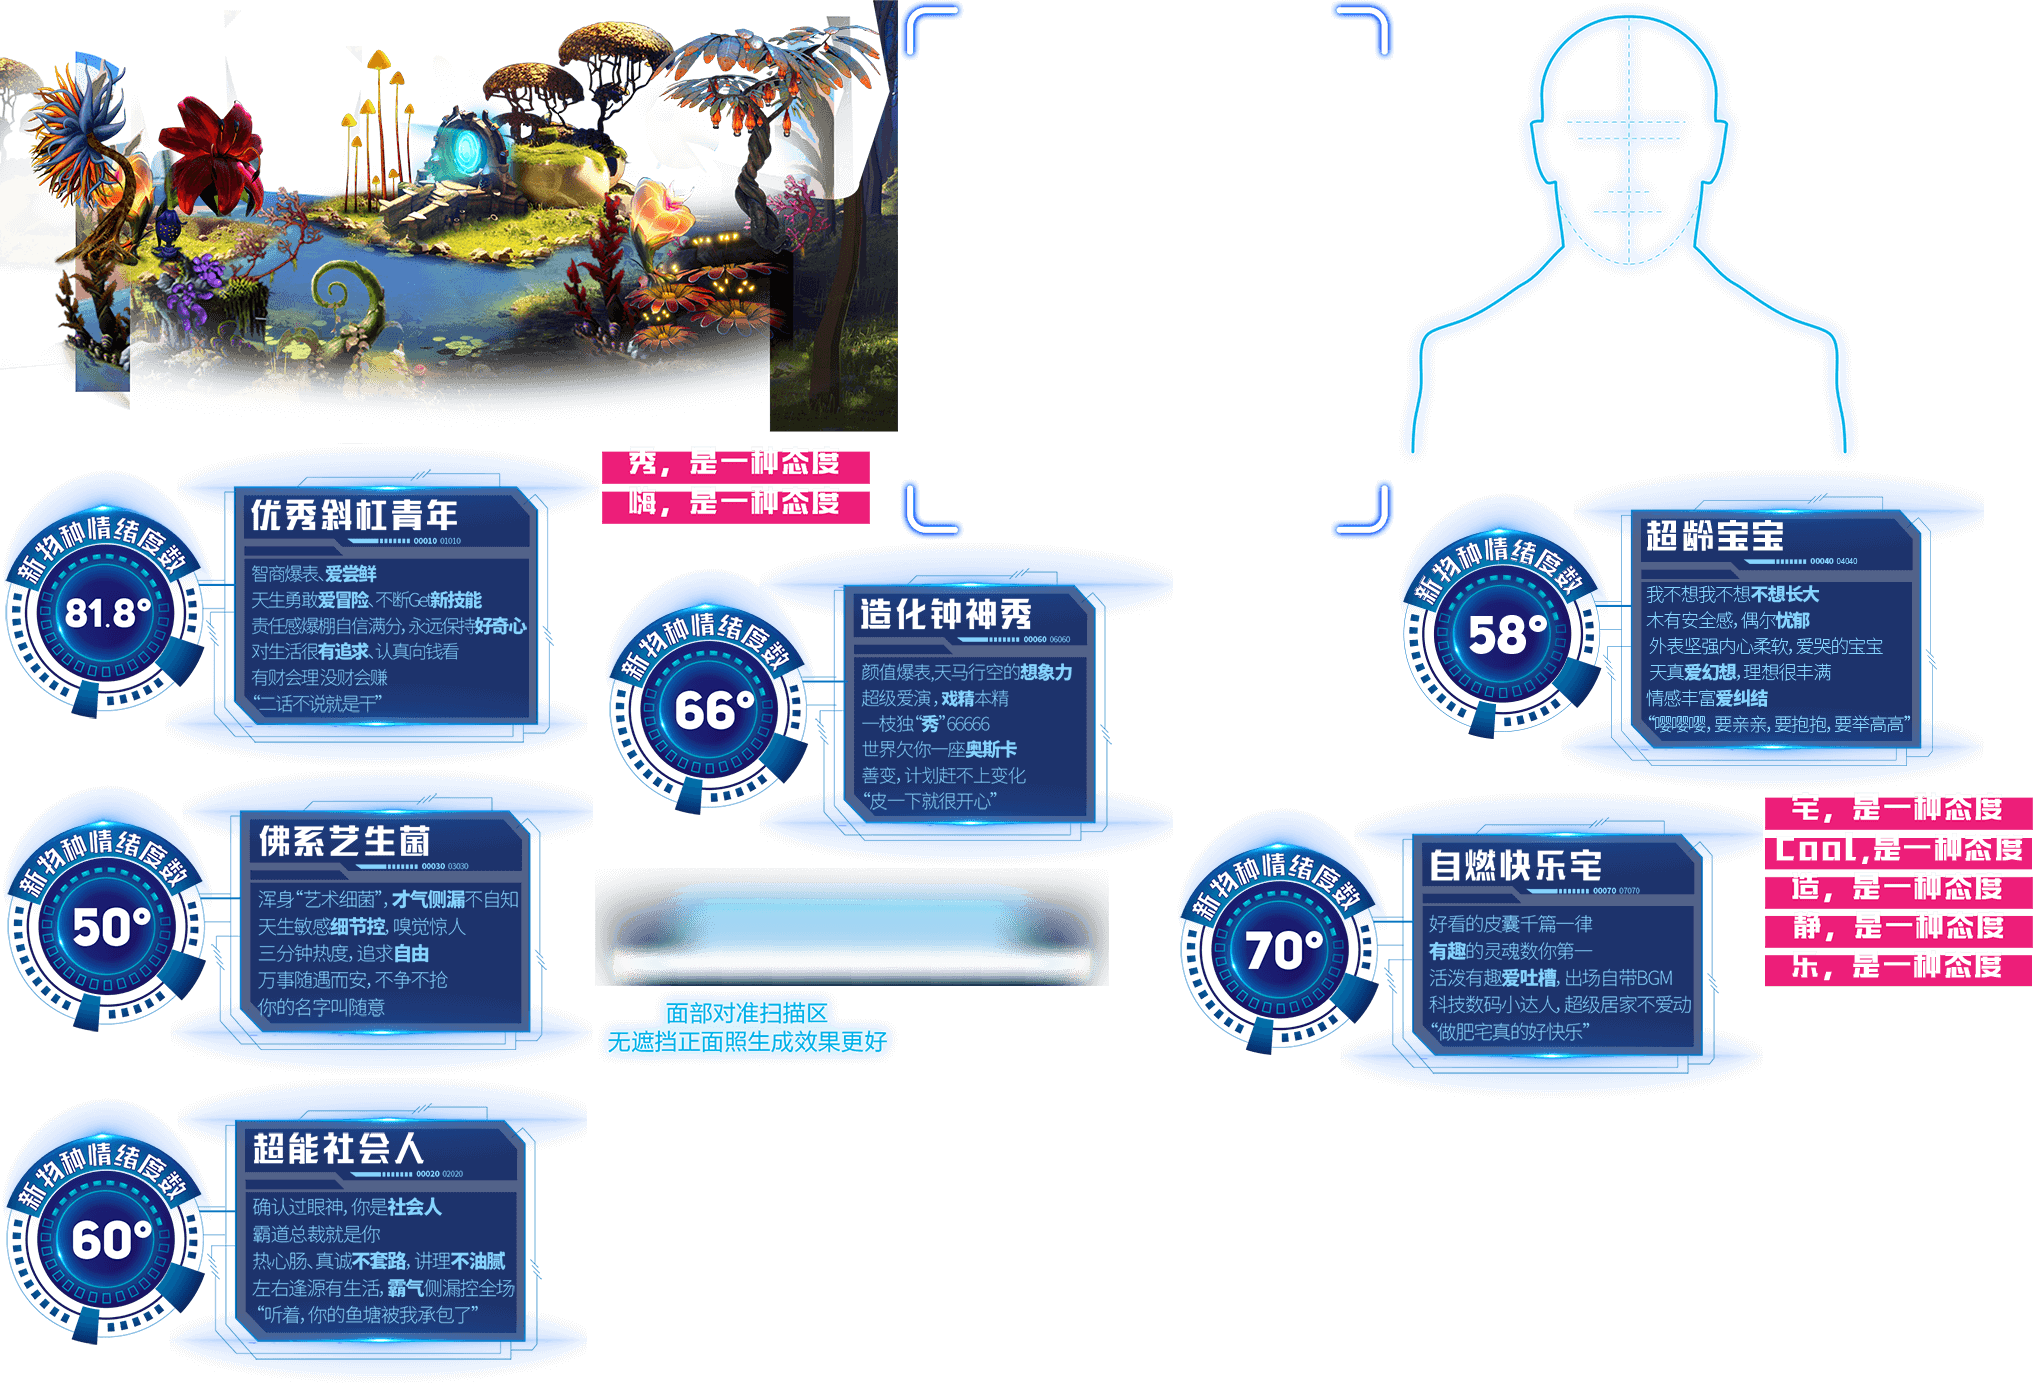 秀，是一种态度
嗨，是一种态度
新物种情绪度数
81.8°
优秀斜杠青年
00010 01010
智商爆表、爱尝鲜
天生勇敢爱冒险、不断Get新技能
责任感爆棚自信满分，永远保持好奇心
对生活很有追求、认真向钱看
有财会理没财会赚
“二话不说就是干”
新物种情绪度数
66°
造化钟神秀
00060 06060
颜值爆表,天马行空的想象力
超级爱演，戏精本精
一枝独“秀”66666
世界欠你一座奥斯卡
善变，计划赶不上变化
“皮一下就很开心”
新物种情绪度数
58°
超龄宝宝
00040 04040
我不想我不想不想长大
木有安全感，偶尔忧郁
外表坚强内心柔软，爱哭的宝宝
天真爱幻想，理想很丰满
情感丰富爱纠结
“嘤嘤嘤，要亲亲，要抱抱，要举高高”
新物种情绪度数
50°
佛系艺生菌
00030 03030
浑身“艺术细菌”，才气侧漏不自知
天生敏感细节控，嗅觉惊人
三分钟热度，追求自由
万事随遇而安，不争不抢
你的名字叫随意
面部对准扫描区
无遮挡正面照生成效果更好
新物种情绪度数
70°
自燃快乐宅
00070 07070
好看的皮囊千篇一律
有趣的灵魂数你第一
活泼有趣爱吐槽，出场自带BGM
科技数码小达人，超级居家不爱动
“做肥宅真的好快乐”
宅，是一种态度
Cool,是一种态度
造，是一种态度
静，是一种态度
乐，是一种态度
新物种情绪度数
60°
超能社会人
00020 02020
确认过眼神，你是社会人
霸道总裁就是你
热心肠、真诚不套路，讲理不油腻
左右逢源有生活，霸气侧漏控全场
“听着，你的鱼塘被我承包了”